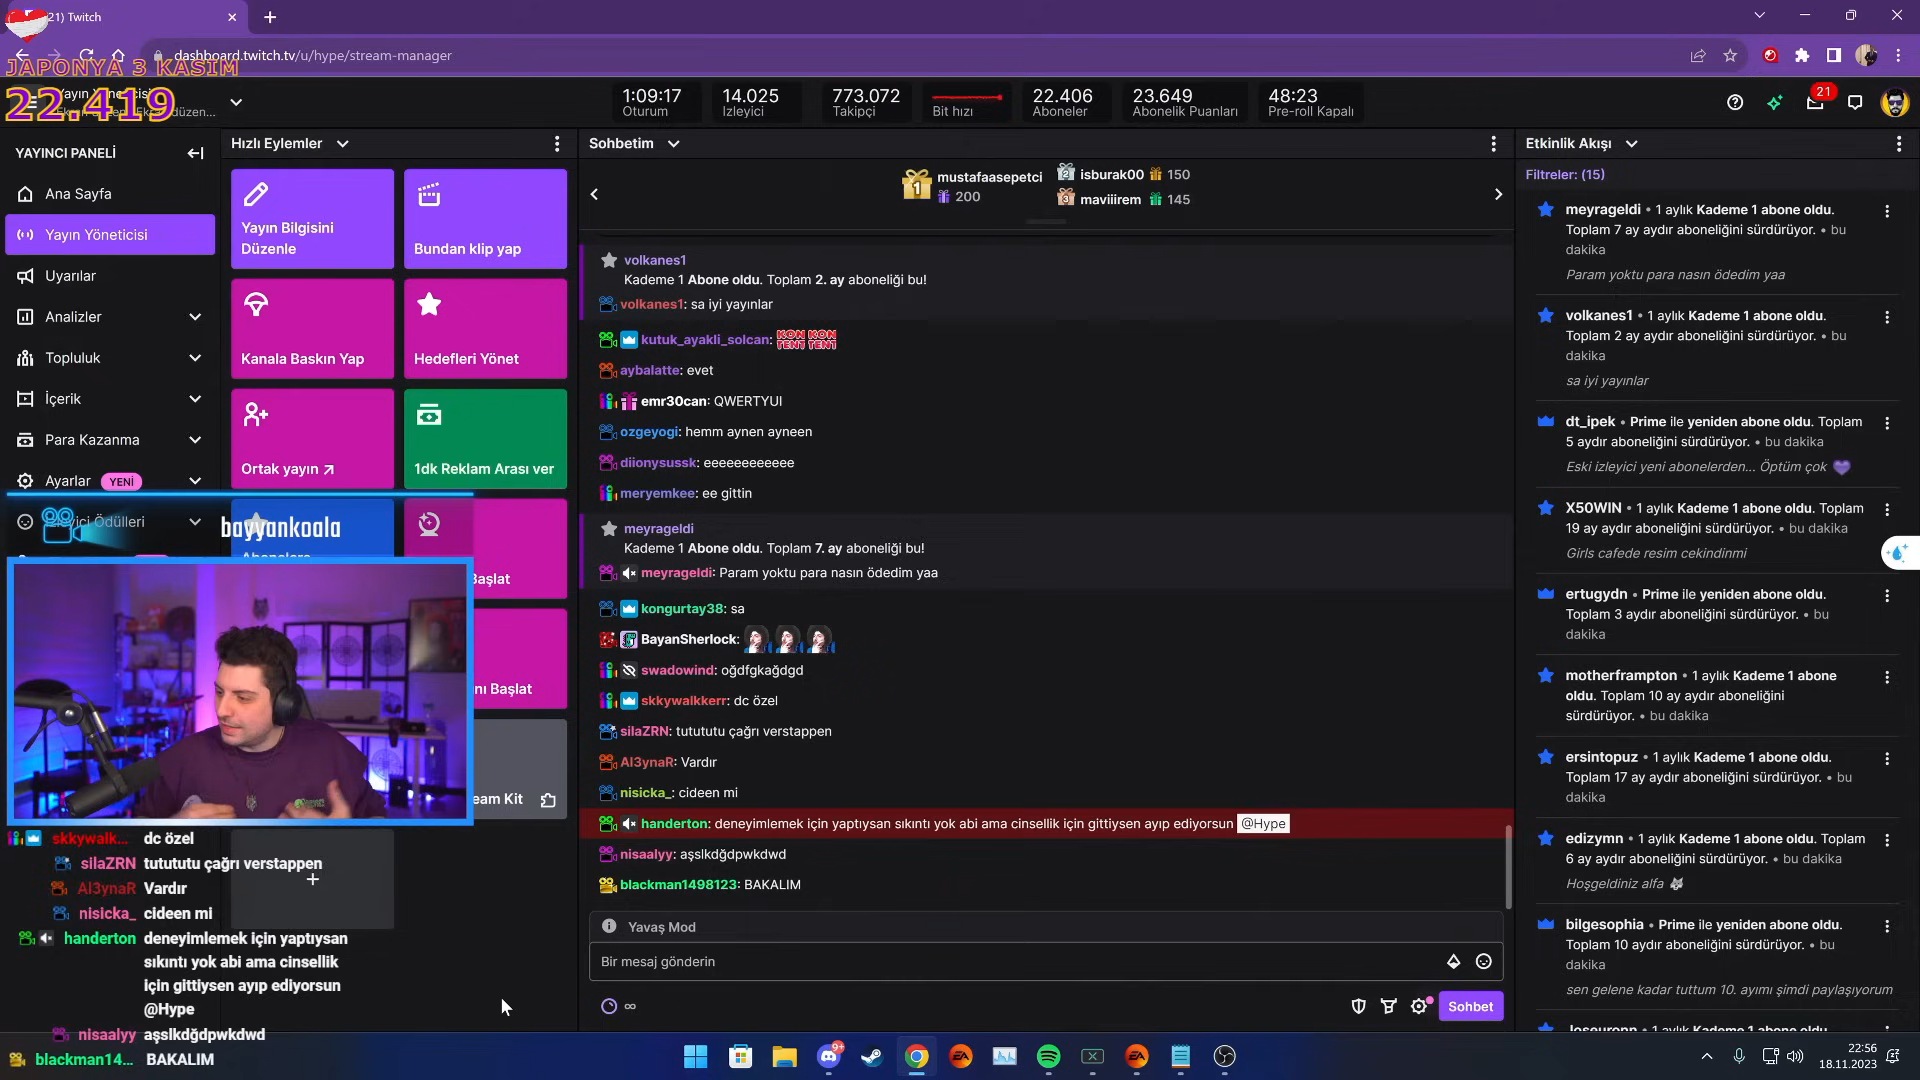 21) Twitch
dashboard.twitch.tv/u/hype/stream-manager
JAPONYA 3 KASIM
22.419
Yayın Yöneticisi
1:09:17
Oturum
14.025
İzleyici
773.072
Takipçi
Bit hızı
22.406
Aboneler
23.649
Abonelik Puanları
48:23
Pre-roll Kapalı
21
YAYINCI PANELİ
Ana Sayfa
Yayın Yöneticisi
Uyarılar
Analizler
Topluluk
İçerik
Para Kazanma
Ayarlar YENİ
bayyankoala
Hızlı Eylemler
Yayın Bilgisini
Düzenle
Bundan klip yap
Kanala Baskın Yap
Hedefleri Yönet
Ortak yayın
1dk Reklam Arası ver
skkywalk... dc özel
silaZRN tutututu çağrı verstappen
Al3ynaR Vardır
nisicka_ cideen mi
handerton deneyimlemek için yaptıysan
sıkıntı yok abi ama cinsellik
için gittiysen ayıp ediyorsun
@Hype
nisaalyy aşslkdğdpwkdwd
blackman14... BAKALIM
Sohbetim
1 mustafaasepetci
200
2 isburak00 150
3 maviiirem 145
volkanes1
Kademe 1 Abone oldu. Toplam 2. ay aboneliği bu!
volkanes1: sa iyi yayınlar
kutuk_ayakli_solcan: KON TENT KON TENT
aybalatte: evet
emr30can: QWERTYUI
ozgeyogi: hemm aynen ayneen
diionysussk: eeeeeeeeeeee
meryemkee: ee gittin
meyrageldi
Kademe 1 Abone oldu. Toplam 7. ay aboneliği bu!
meyrageldi: Param yoktu para nasın ödedim yaa
kongurtay38: sa
BayanSherlock:
swadowind: oğdfgkağdgd
skkywalkkerr: dc özel
silaZRN: tutututu çağrı verstappen
Al3ynaR: Vardır
nisicka_: cideen mi
handerton: deneyimlemek için yaptıysan sıkıntı yok abi ama cinsellik için gittiysen ayıp ediyorsun @Hype
nisaalyy: aşslkdğdpwkdwd
blackman1498123: BAKALIM
Yavaş Mod
Bir mesaj gönderin
Sohbet
Etkinlik Akışı
Filtreler: (15)
meyrageldi • 1 aylık Kademe 1 abone oldu.
Toplam 7 ay aydır aboneliğini sürdürüyor. • bu
dakika
Param yoktu para nasın ödedim yaa
volkanes1 • 1 aylık Kademe 1 abone oldu.
Toplam 2 ay aydır aboneliğini sürdürüyor. • bu
dakika
sa iyi yayınlar
dt_ipek • Prime ile yeniden abone oldu. Toplam
5 aydır aboneliğini sürdürüyor. • bu dakika
Eski izleyici yeni abonelerden... Öptüm çok 💜
X50WIN • 1 aylık Kademe 1 abone oldu. Toplam
19 ay aydır aboneliğini sürdürüyor. • bu dakika
Girls cafede resim cekindinmi
ertugydn • Prime ile yeniden abone oldu.
Toplam 3 aydır aboneliğini sürdürüyor. • bu
dakika
motherframpton • 1 aylık Kademe 1 abone
oldu. Toplam 10 ay aydır aboneliğini
sürdürüyor. • bu dakika
ersintopuz • 1 aylık Kademe 1 abone oldu.
Toplam 17 ay aydır aboneliğini sürdürüyor. • bu
dakika
edizymn • 1 aylık Kademe 1 abone oldu. Toplam
6 ay aydır aboneliğini sürdürüyor. • bu dakika
Hoşgeldiniz alfa 🐺
bilgesophia • Prime ile yeniden abone oldu.
Toplam 10 aydır aboneliğini sürdürüyor. • bu
dakika
sen gelene kadar tuttum 10. ayımı şimdi paylaşıyorum
9+
22:56
18.11.2023